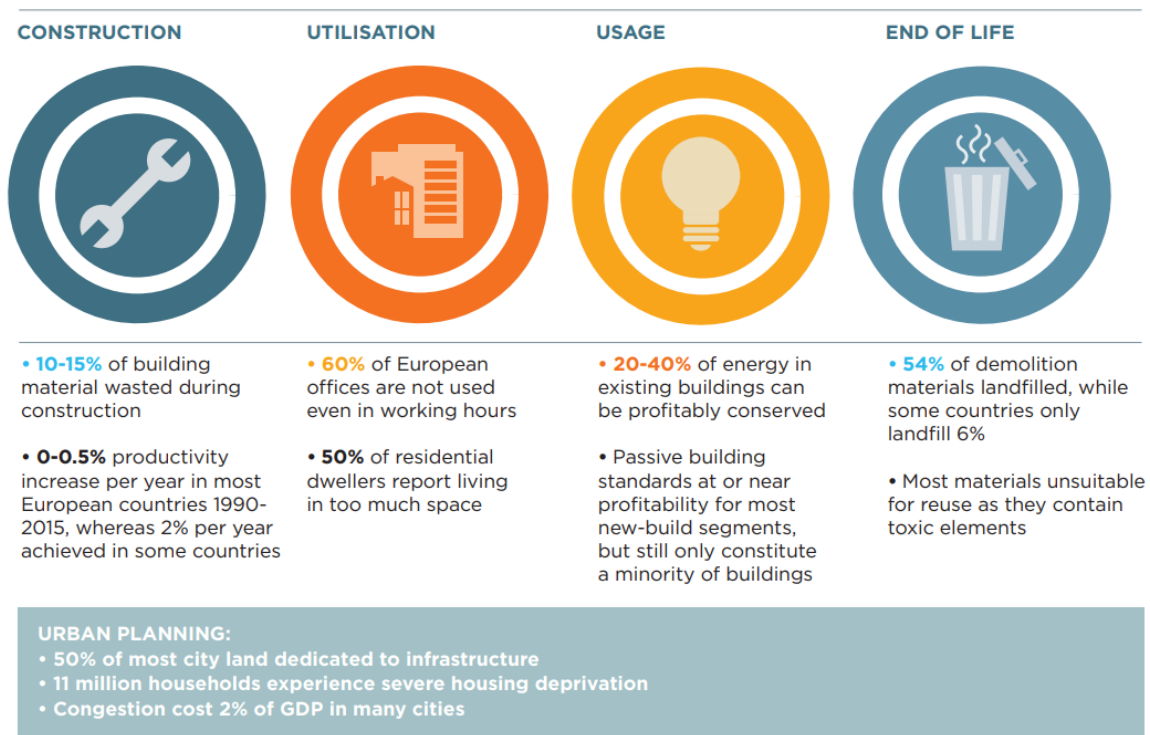 CONSTRUCTION
UTILISATION
USAGE
END OF LIFE
• 10-15% of building
material wasted during
construction
• 0-0.5% productivity
increase per year in most
European countries 1990-
2015, whereas 2% per year
achieved in some countries
• 60% of European
offices are not used
even in working hours
• 50% of residential
dwellers report living
in too much space
• 20-40% of energy in
existing buildings can
be profitably conserved
• Passive building
standards at or near
profitability for most
new-build segments,
but still only constitute
a minority of buildings
• 54% of demolition
materials landfilled, while
some countries only
landfill 6%
• Most materials unsuitable
for reuse as they contain
toxic elements
URBAN PLANNING:
• 50% of most city land dedicated to infrastructure
• 11 million households experience severe housing deprivation
• Congestion cost 2% of GDP in many cities